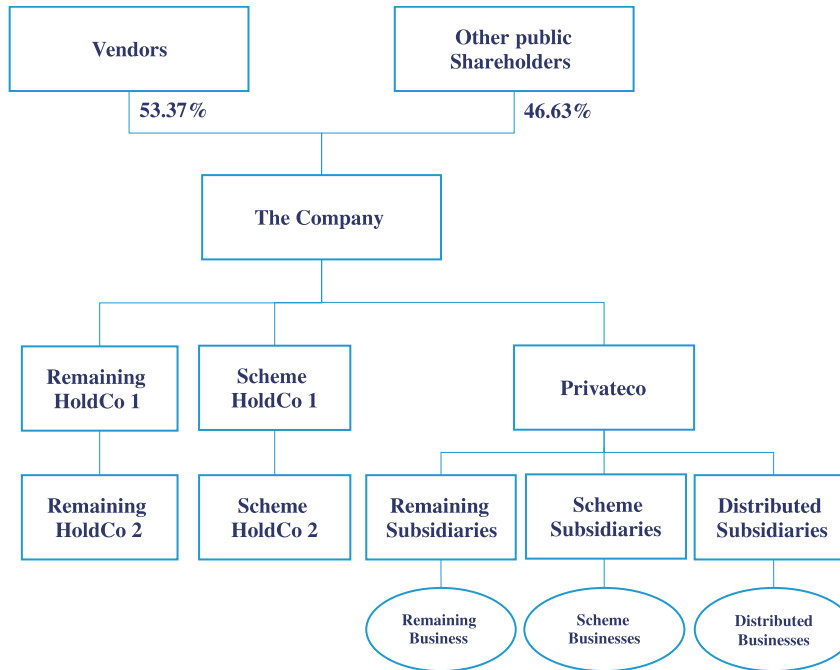 Vendors
Other public
Shareholders
53.37%
46.63%
The Company
Remaining
HoldCo 1
Scheme
HoldCo 1
Privateco
Remaining
HoldCo 2
Scheme
HoldCo 2
Remaining
Subsidiaries
Scheme
Subsidiaries
Distributed
Subsidiaries
Remaining
Business
Scheme
Businesses
Distributed
Businesses